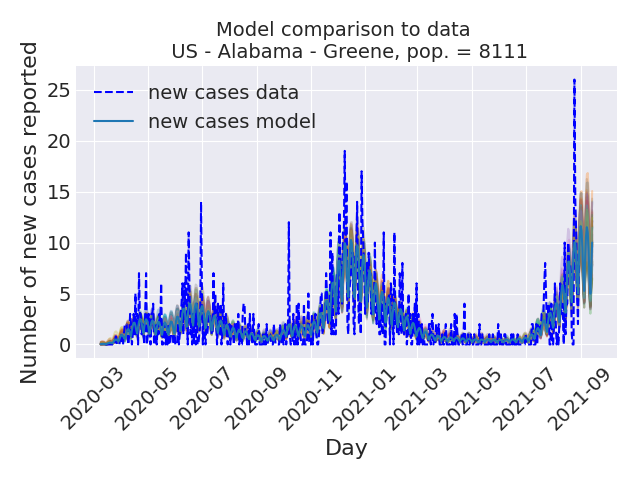 Model comparison to data
US - Alabama - Greene, pop. = 8111
Number of new cases reported
25
20
15
10
5
0
new cases data
new cases model
2020-03
2020-05
2020-07
2020-09
2020-11
2021-01
2021-03
2021-05
2021-07
2021-09
Day